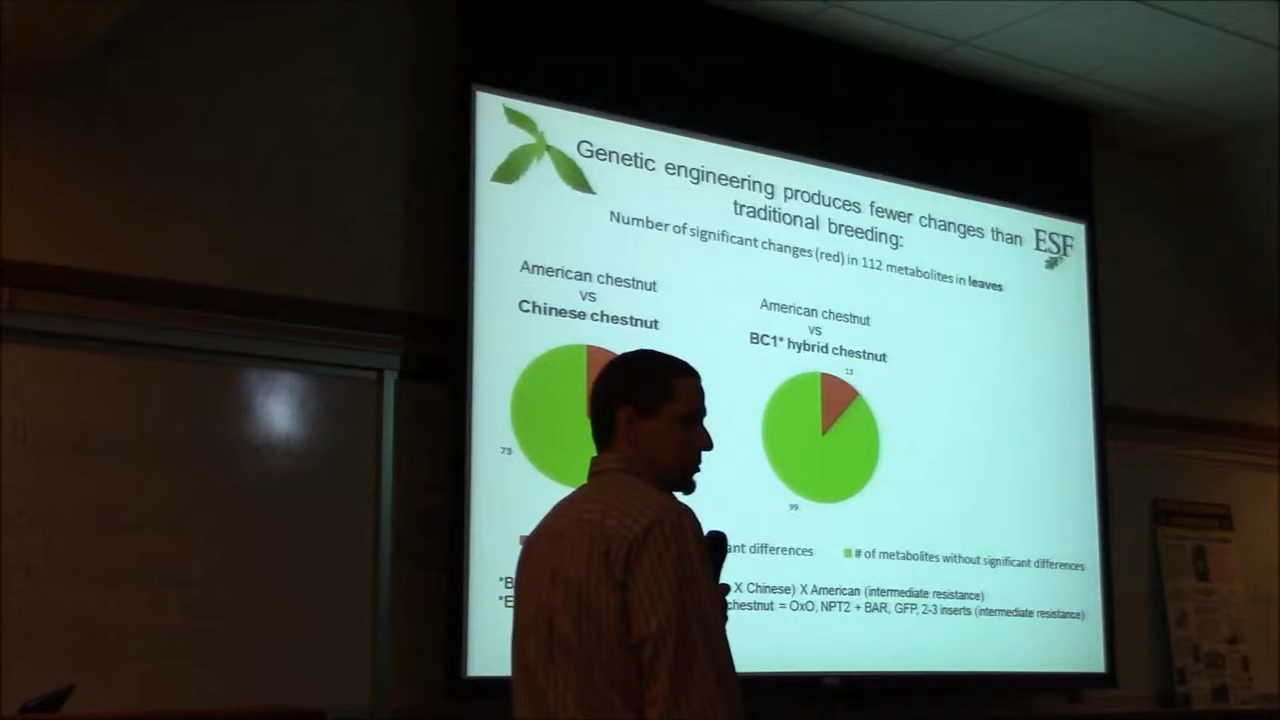 Genetic engineering produces fewer changes than
traditional breeding:
ESF
Number of significant changes (red) in 112 metabolites in leaves
American chestnut
vs
Chinese chestnut
American chestnut
vs
BC1* hybrid chestnut
73
13
99
differences
# of metabolites without significant differences
X Chinese) X American (intermediate resistance)
chestnut = OxO, NPT2 + BAR, GFP, 2-3 inserts (intermediate resistance)